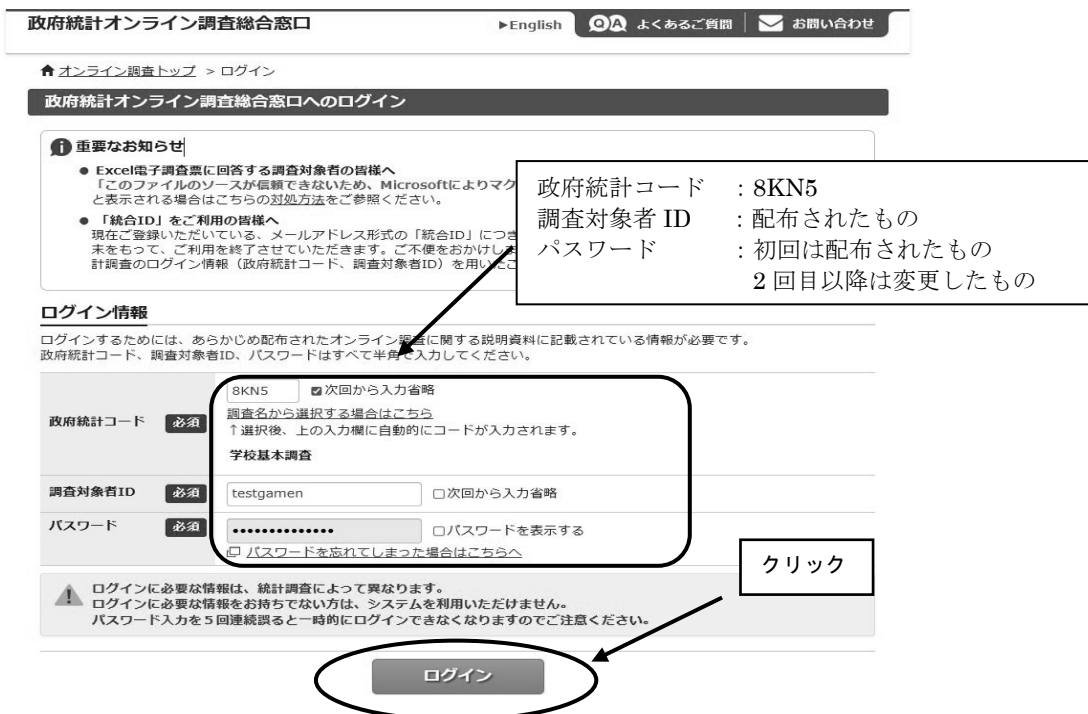 政府統計オンライン調査総合窓口
▶English
QA よくあるご質問
お問い合わせ
オンライン調査トップ > ログイン
政府統計オンライン調査総合窓口へのログイン
重要なお知らせ
● Excel電子調査票に回答する調査対象者の皆様へ
「このファイルのソースが信頼できないため、Microsoftによりマク
と表示される場合はこちらの対処方法をご参照ください。
● 「統合ID」をご利用の皆様へ
現在ご登録いただいている、メールアドレス形式の「統合ID」につき
末をもって、ご利用を終了させていただきます。ご不便をおかけしま
計調査のログイン情報（政府統計コード、調査対象者ID）を用いたご
政府統計コード ：8KN5
調査対象者 ID ：配布されたもの
パスワード ：初回は配布されたもの
2 回目以降は変更したもの
ログイン情報
ログインするためには、あらかじめ配布されたオンライン調査に関する説明資料に記載されている情報が必要です。
政府統計コード、調査対象者ID、パスワードはすべて半角で入力してください。
政府統計コード 必須
8KN5 ☑次回から入力省略
調査名から選択する場合はこちら
↑選択後、上の入力欄に自動的にコードが入力されます。
学校基本調査
調査対象者ID 必須 testgamen □次回から入力省略
パスワード 必須 •••••••••••••• □パスワードを表示する
パスワードを忘れてしまった場合はこちらへ
クリック
ログインに必要な情報は、統計調査によって異なります。
ログインに必要な情報をお持ちでない方は、システムを利用いただけません。
パスワード入力を５回連続誤ると一時的にログインできなくなりますのでご注意ください。
ログイン